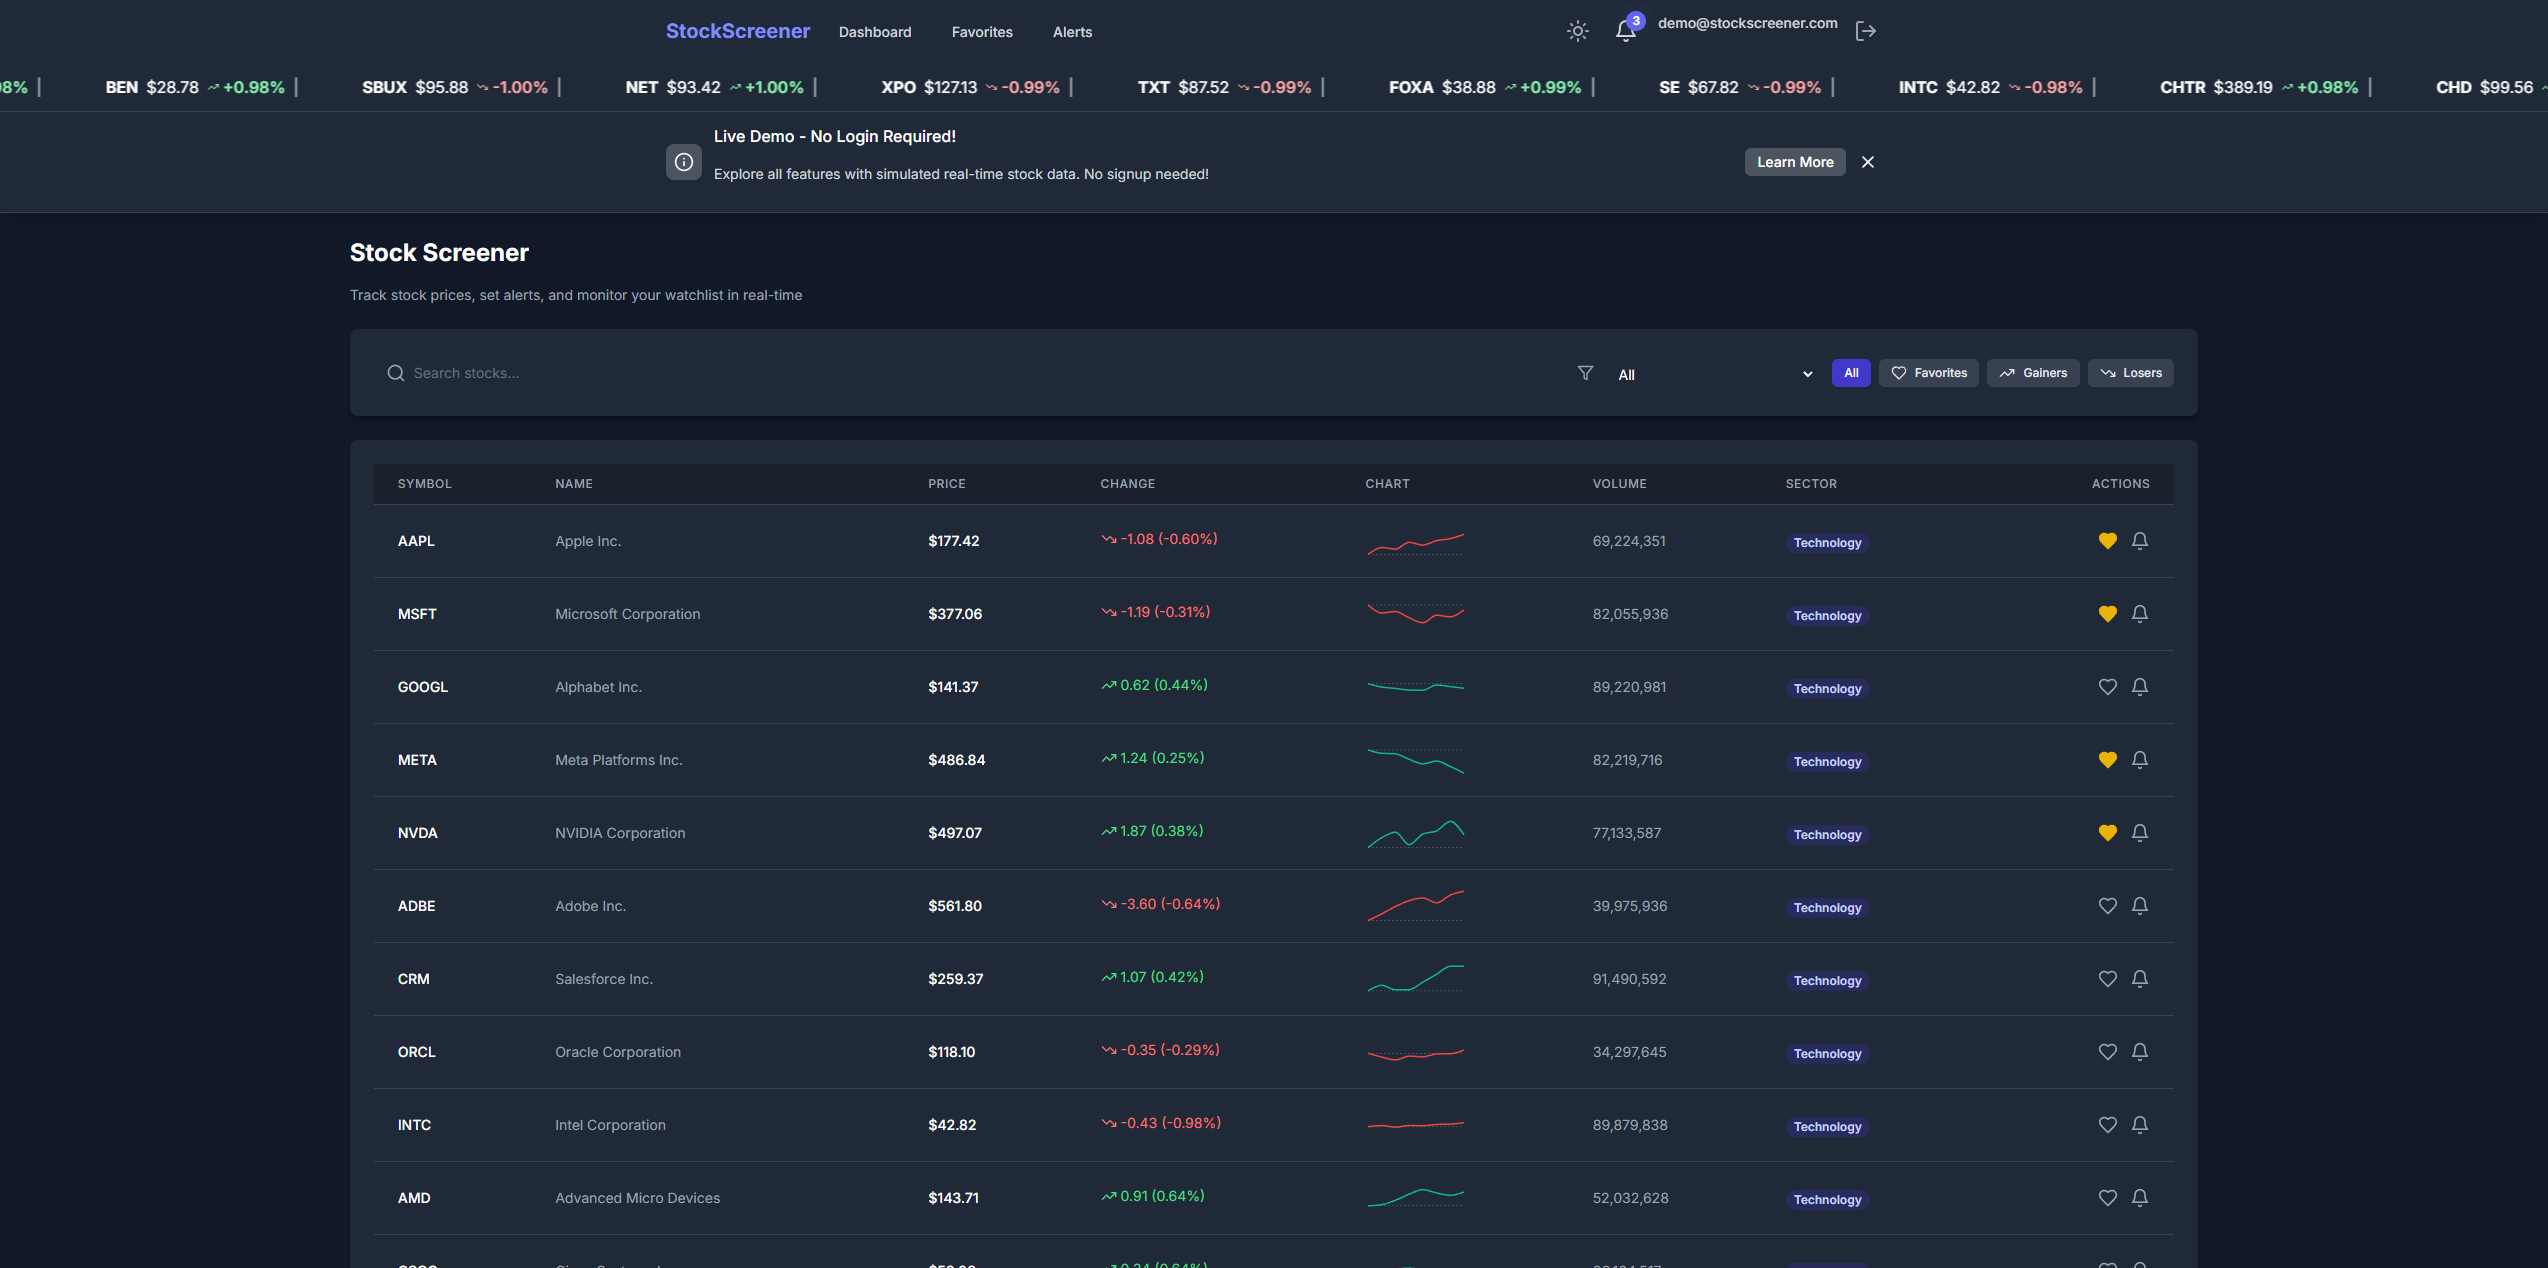 StockScreener Dashboard Favorites Alerts 3 demo@stockscreener.com
98% | BEN $28.78 +0.98% | SBUX $95.88 -1.00% | NET $93.42 +1.00% | XPO $127.13 -0.99% | TXT $87.52 -0.99% | FOXA $38.88 +0.99% | SE $67.82 -0.99% | INTC $42.82 -0.98% | CHTR $389.19 +0.98% | CHD $99.56
Live Demo - No Login Required!
Explore all features with simulated real-time stock data. No signup needed!
Learn More
Stock Screener
Track stock prices, set alerts, and monitor your watchlist in real-time
Search stocks... All All Favorites Gainers Losers
SYMBOL NAME PRICE CHANGE CHART VOLUME SECTOR ACTIONS
AAPL Apple Inc. $177.42 -1.08 (-0.60%) 69,224,351 Technology
MSFT Microsoft Corporation $377.06 -1.19 (-0.31%) 82,055,936 Technology
GOOGL Alphabet Inc. $141.37 0.62 (0.44%) 89,220,981 Technology
META Meta Platforms Inc. $486.84 1.24 (0.25%) 82,219,716 Technology
NVDA NVIDIA Corporation $497.07 1.87 (0.38%) 77,133,587 Technology
ADBE Adobe Inc. $561.80 -3.60 (-0.64%) 39,975,936 Technology
CRM Salesforce Inc. $259.37 1.07 (0.42%) 91,490,592 Technology
ORCL Oracle Corporation $118.10 -0.35 (-0.29%) 34,297,645 Technology
INTC Intel Corporation $42.82 -0.43 (-0.98%) 89,879,838 Technology
AMD Advanced Micro Devices $143.71 0.91 (0.64%) 52,032,628 Technology